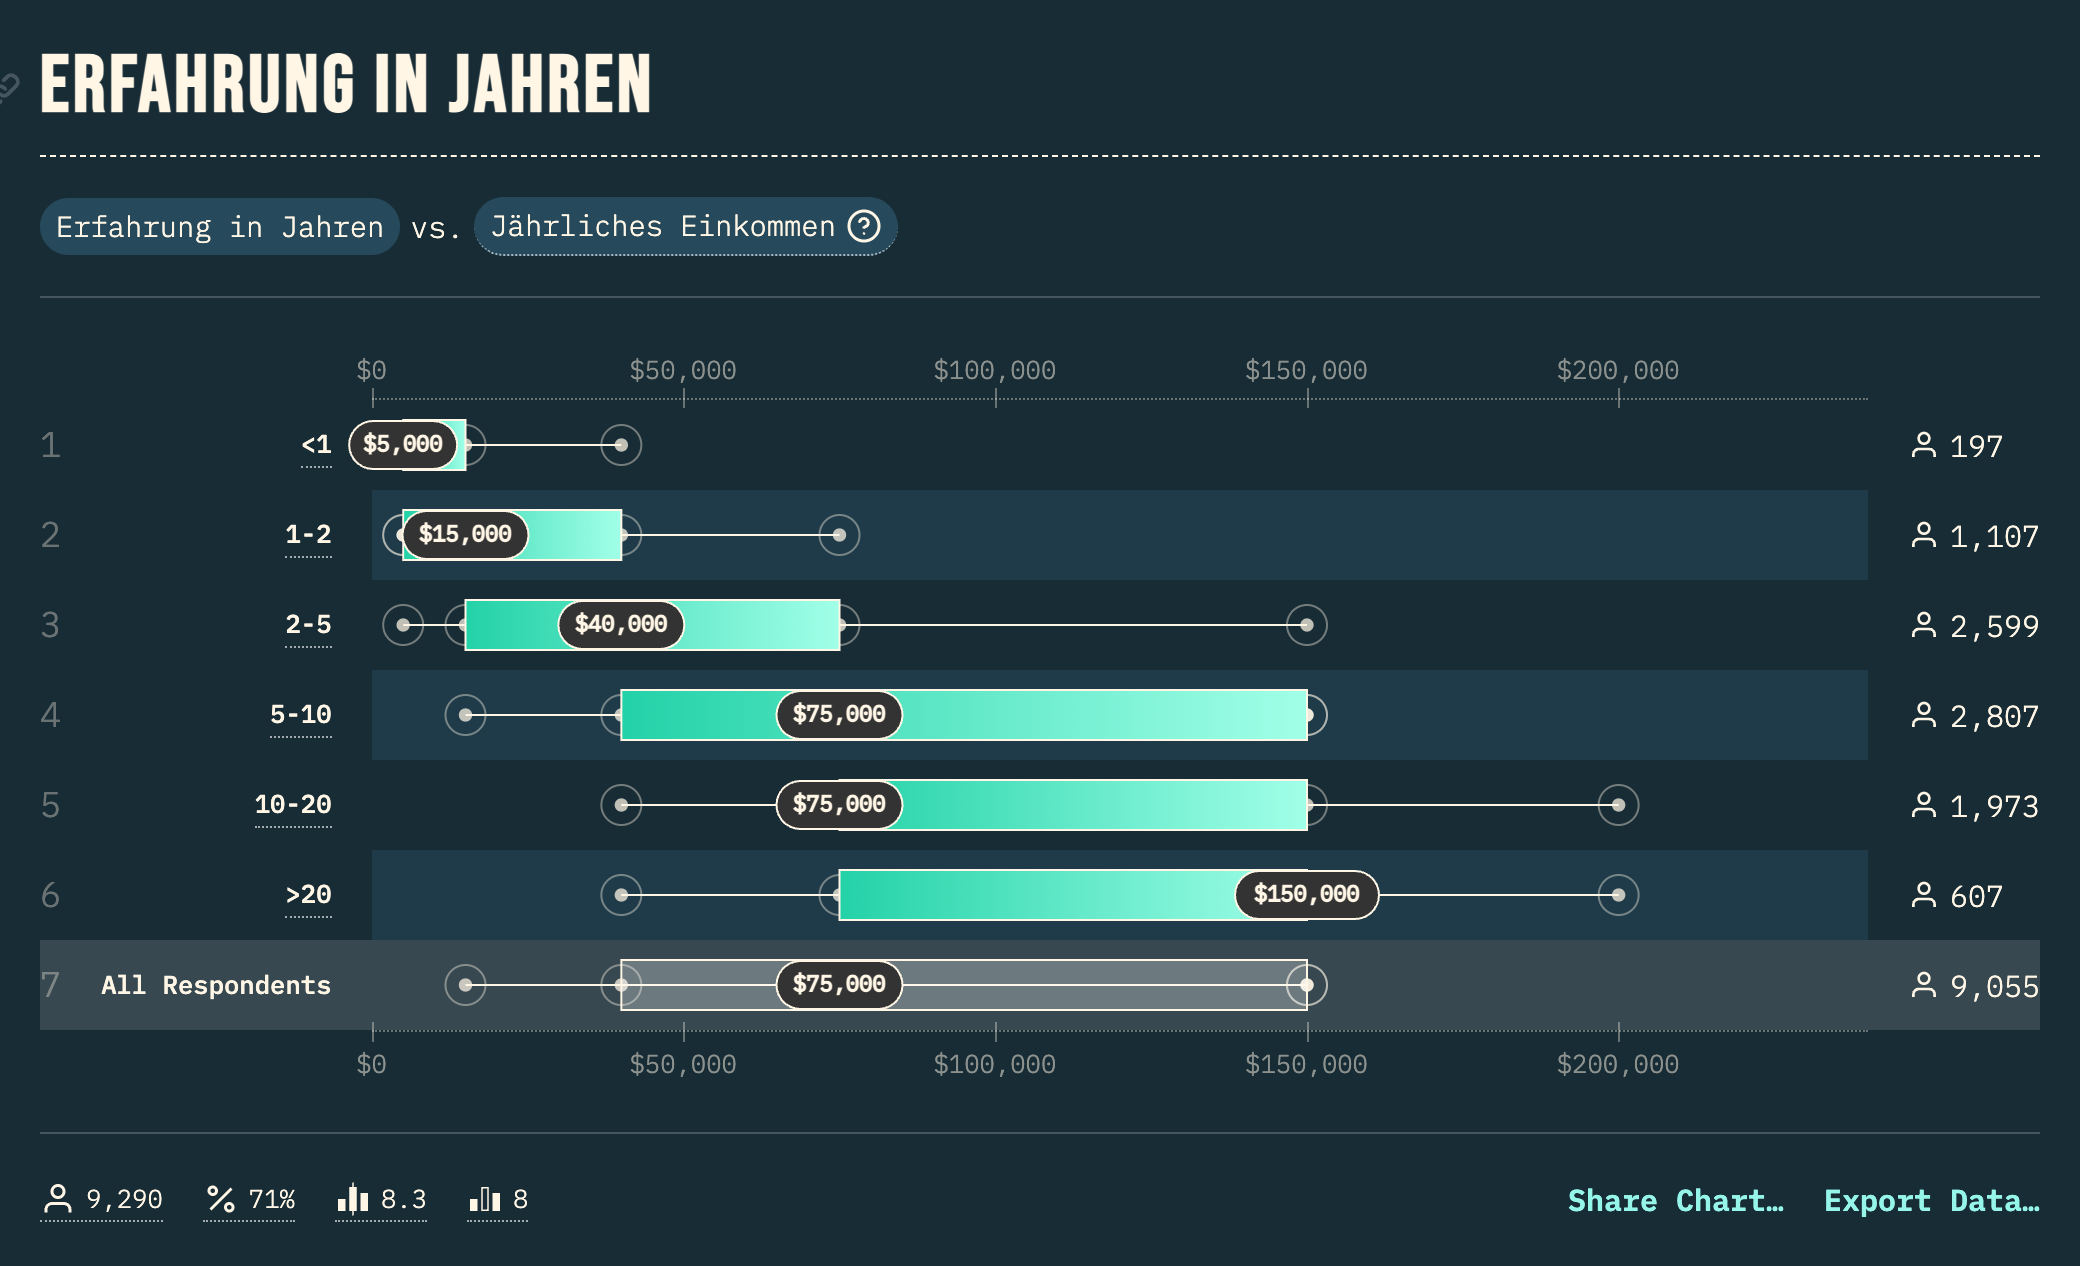 ERFAHRUNG IN JAHREN
Erfahrung in Jahren vs. Jährliches Einkommen ?
$0 $50,000 $100,000 $150,000 $200,000
1 <1 $5,000 197
2 1-2 $15,000 1,107
3 2-5 $40,000 2,599
4 5-10 $75,000 2,807
5 10-20 $75,000 1,973
6 >20 $150,000 607
7 All Respondents $75,000 9,055
$0 $50,000 $100,000 $150,000 $200,000
9,290 % 71% 8.3 8 Share Chart… Export Data…